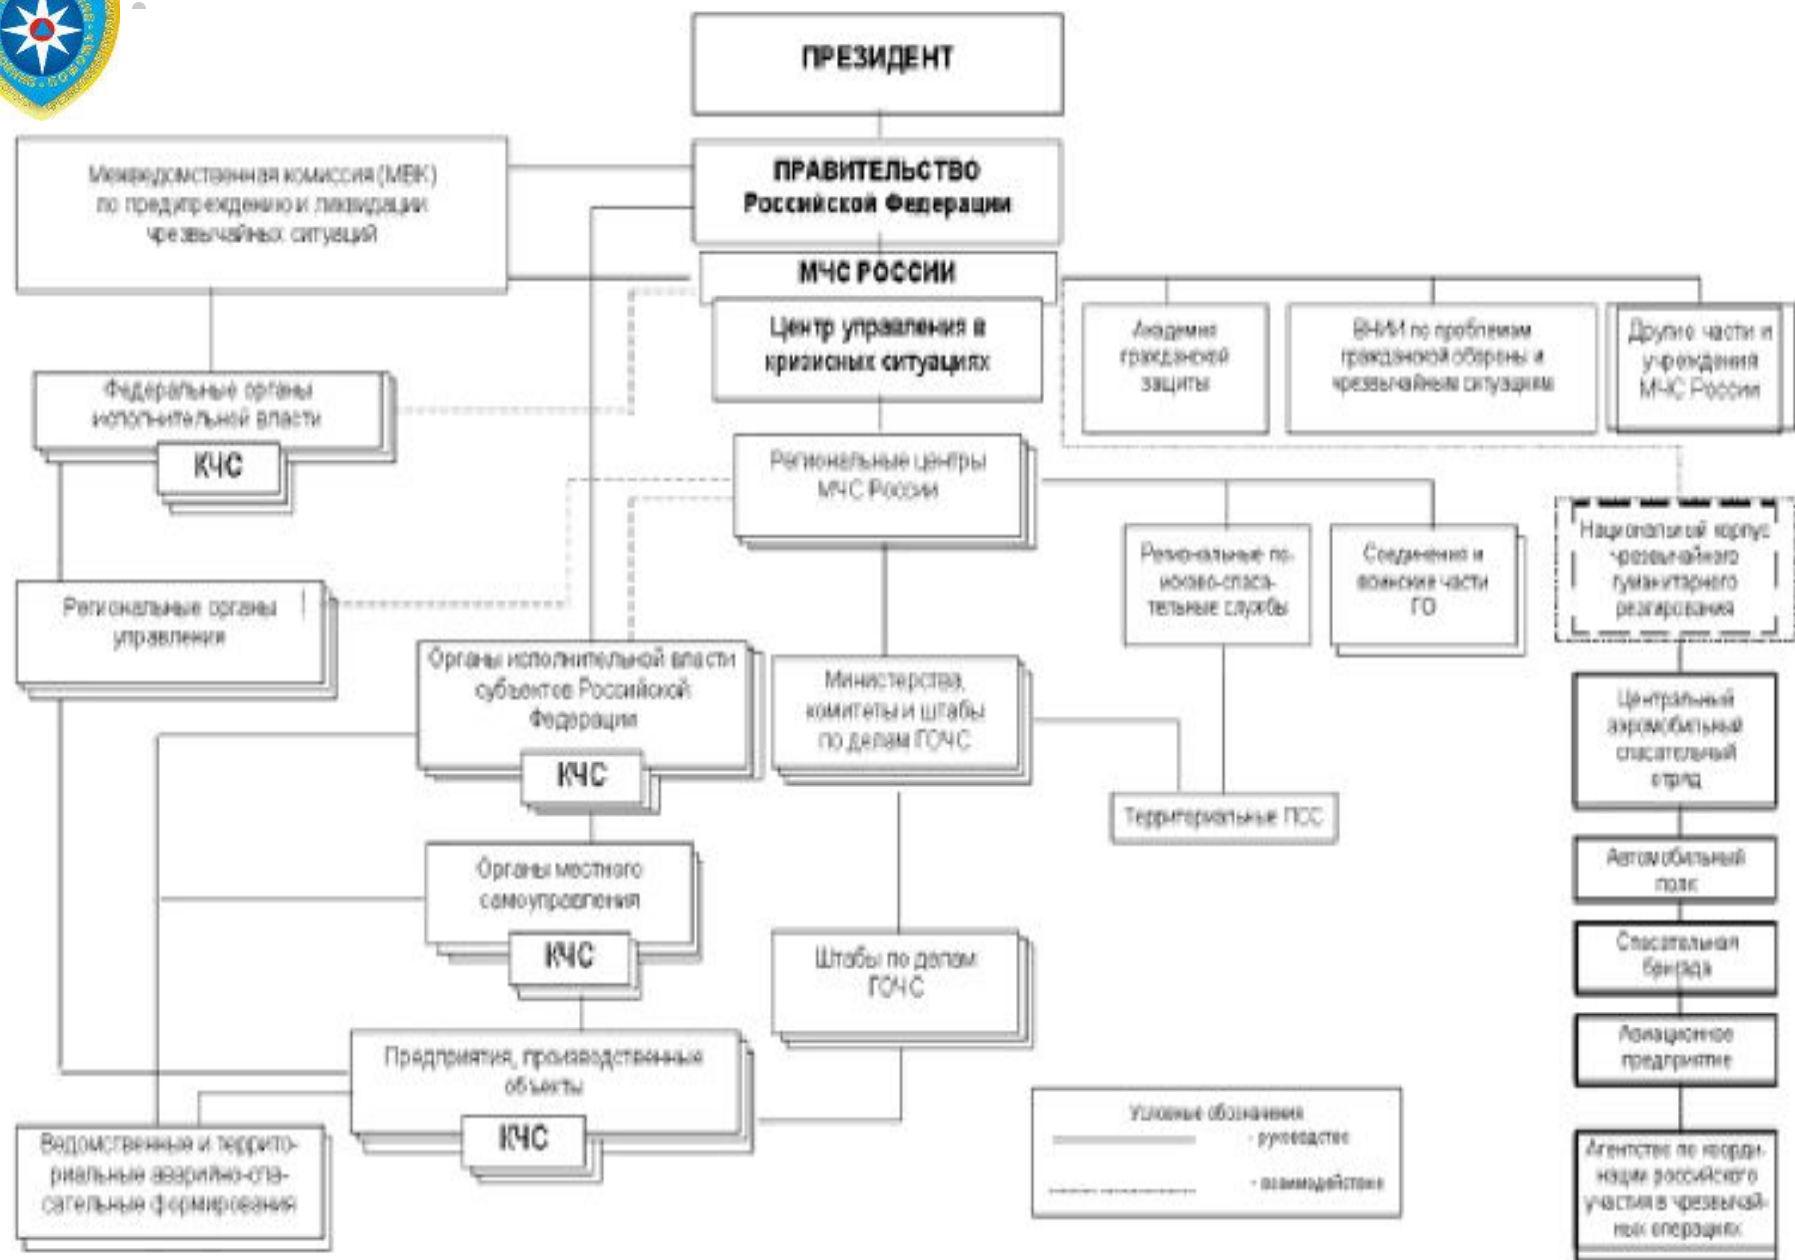 ПРЕЗИДЕНТ
Межведомственная комиссия (МВК)
по предупреждению и ликвидации
чрезвычайных ситуаций
ПРАВИТЕЛЬСТВО
Российской Федерации
МЧС РОССИИ
Центр управления в
кризисных ситуациях
Академия
гражданской
защиты
ВНИИ по проблемам
гражданской обороны и
чрезвычайным ситуациям
Другие части и
учреждения
МЧС России
Федеральные органы
исполнительной власти
КЧС
Региональные центры
МЧС России
Региональные по-
исково-спаса-
тельные службы
Соединения и
воинские части
ГО
Национальный корпус
чрезвычайного
гуманитарного
реагирования
Региональные органы
управления
Органы исполнительной власти
субъектов Российской
Федерации
КЧС
Министерства,
комитеты и штабы
по делам ГОЧС
Центральный
аэромобильный
спасательный
отряд
Территориальные ПСС
Автомобильный
полк
Органы местного
самоуправления
КЧС
Штабы по делам
ГОЧС
Спасательная
бригада
Авиационное
предприятие
Предприятия, производственные
объекты
КЧС
Ведомственные и террито-
риальные аварийно-спа-
сательные формирования
Условные обозначения
- руководство
- взаимодействие
Агентство по коорди-
нации российского
участия в чрезвычай-
ных операциях